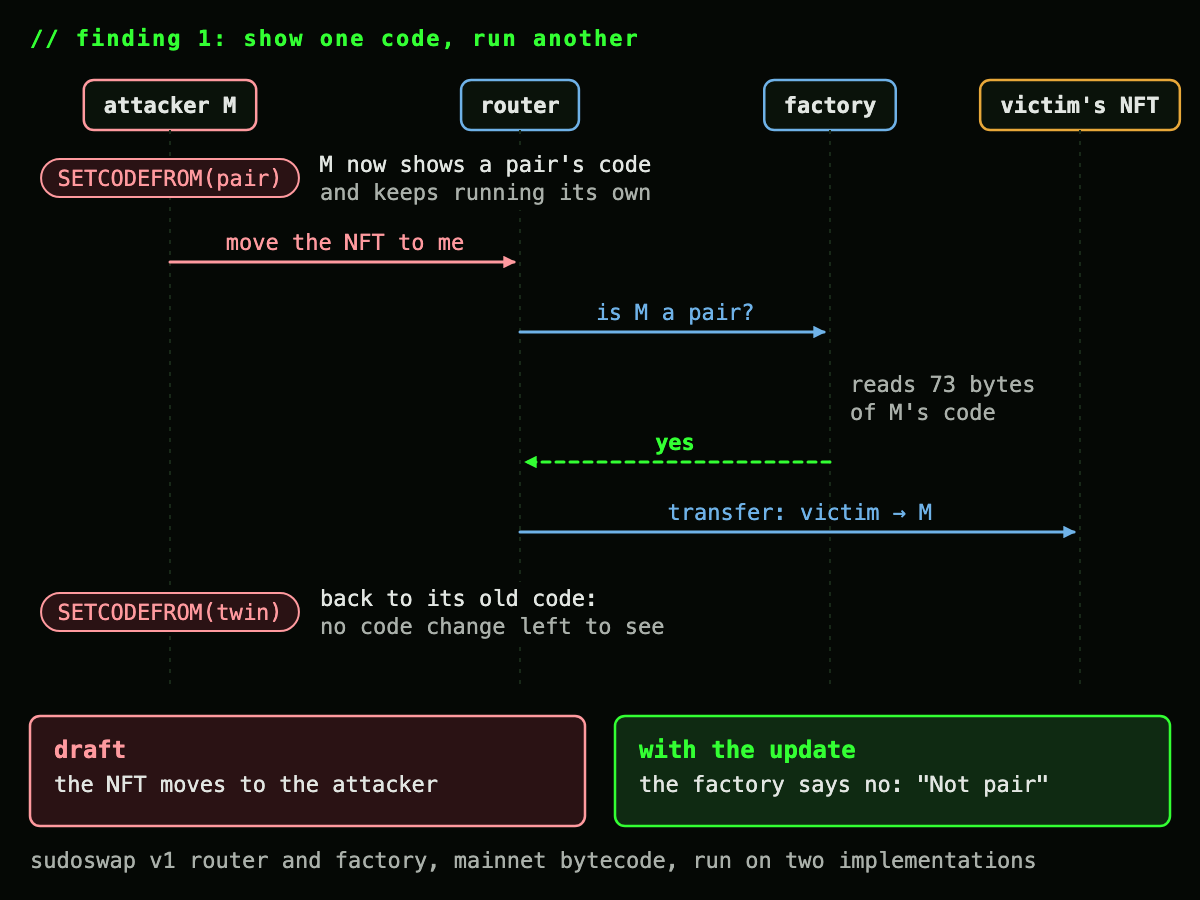 // finding 1: show one code, run another
attacker M
router
factory
victim's NFT
SETCODEFROM(pair)
M now shows a pair's code
and keeps running its own
move the NFT to me
is M a pair?
reads 73 bytes
of M's code
yes
transfer: victim → M
SETCODEFROM(twin)
back to its old code:
no code change left to see
draft
the NFT moves to the attacker
with the update
the factory says no: "Not pair"
sudoswap v1 router and factory, mainnet bytecode, run on two implementations